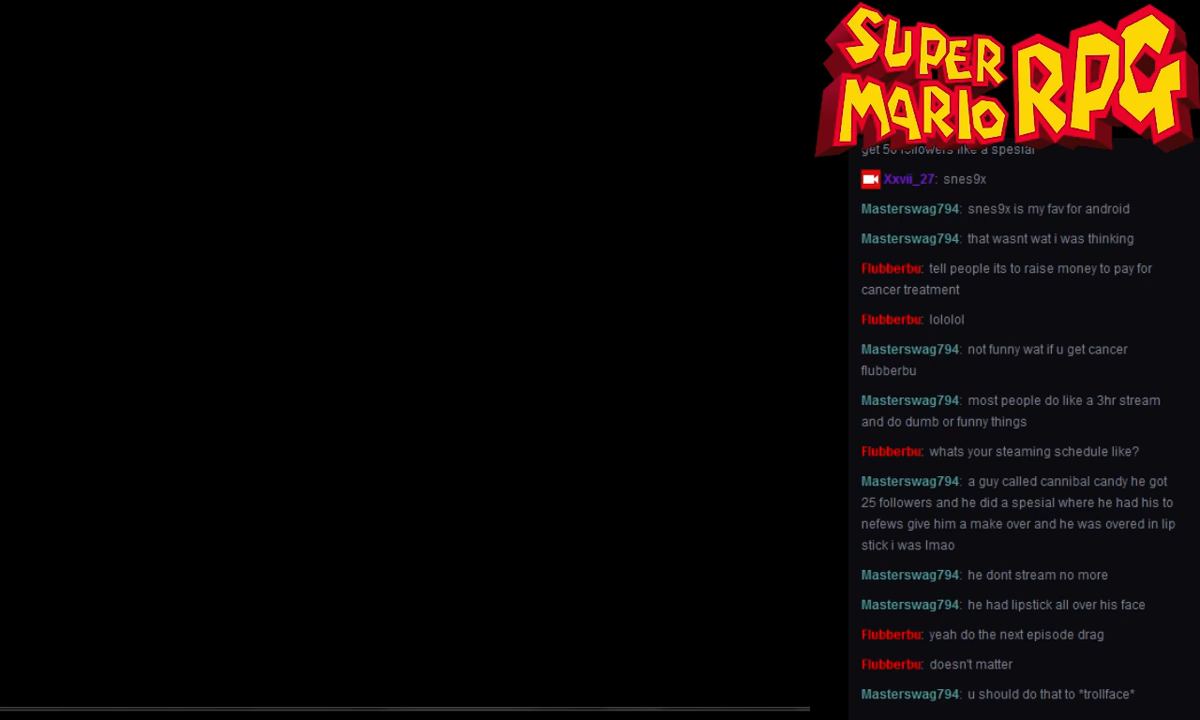 SUPER
MARIO RPG
get 50 followers like a spesial
Xxvii_27: snes9x
Masterswag794: snes9x is my fav for android
Masterswag794: that wasnt wat i was thinking
Flubberbu: tell people its to raise money to pay for
cancer treatment
Flubberbu: lololol
Masterswag794: not funny wat if u get cancer
flubberbu
Masterswag794: most people do like a 3hr stream
and do dumb or funny things
Flubberbu: whats your steaming schedule like?
Masterswag794: a guy called cannibal candy he got
25 followers and he did a spesial where he had his to
nefews give him a make over and he was overed in lip
stick i was lmao
Masterswag794: he dont stream no more
Masterswag794: he had lipstick all over his face
Flubberbu: yeah do the next episode drag
Flubberbu: doesn't matter
Masterswag794: u should do that to *trollface*